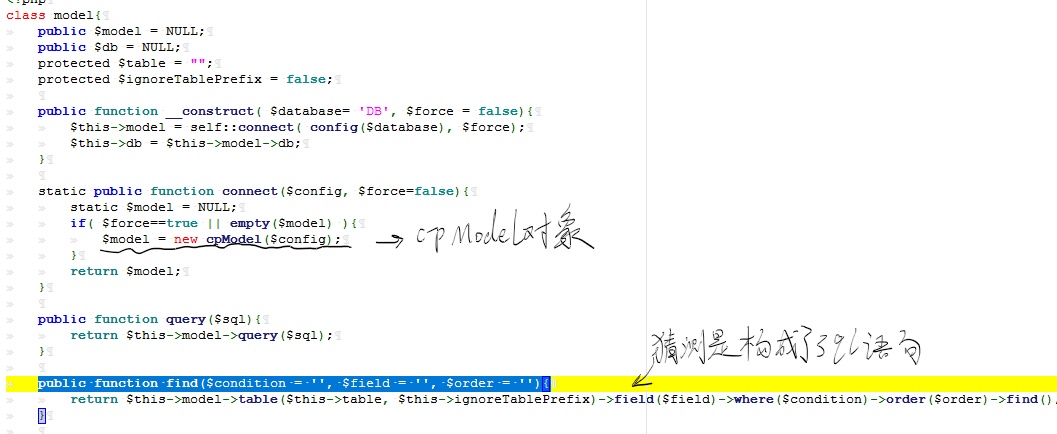 <?php
class model{
public $model = NULL;
public $db = NULL;
protected $table = "";
protected $ignoreTablePrefix = false;
public function __construct( $database= 'DB', $force = false){
$this->model = self::connect( config($database), $force);
$this->db = $this->model->db;
}
static public function connect($config, $force=false){
static $model = NULL;
if( $force==true || empty($model) ){
$model = new cpModel($config);
→cpModel对象
}
return $model;
}
public function query($sql){
return $this->model->query($sql);
}
猜测是构成了SQL语句
public function find($condition = '', $field = '', $order = ''){
return $this->model->table($this->table, $this->ignoreTablePrefix)->field($field)->where($condition)->order($order)->find();
}